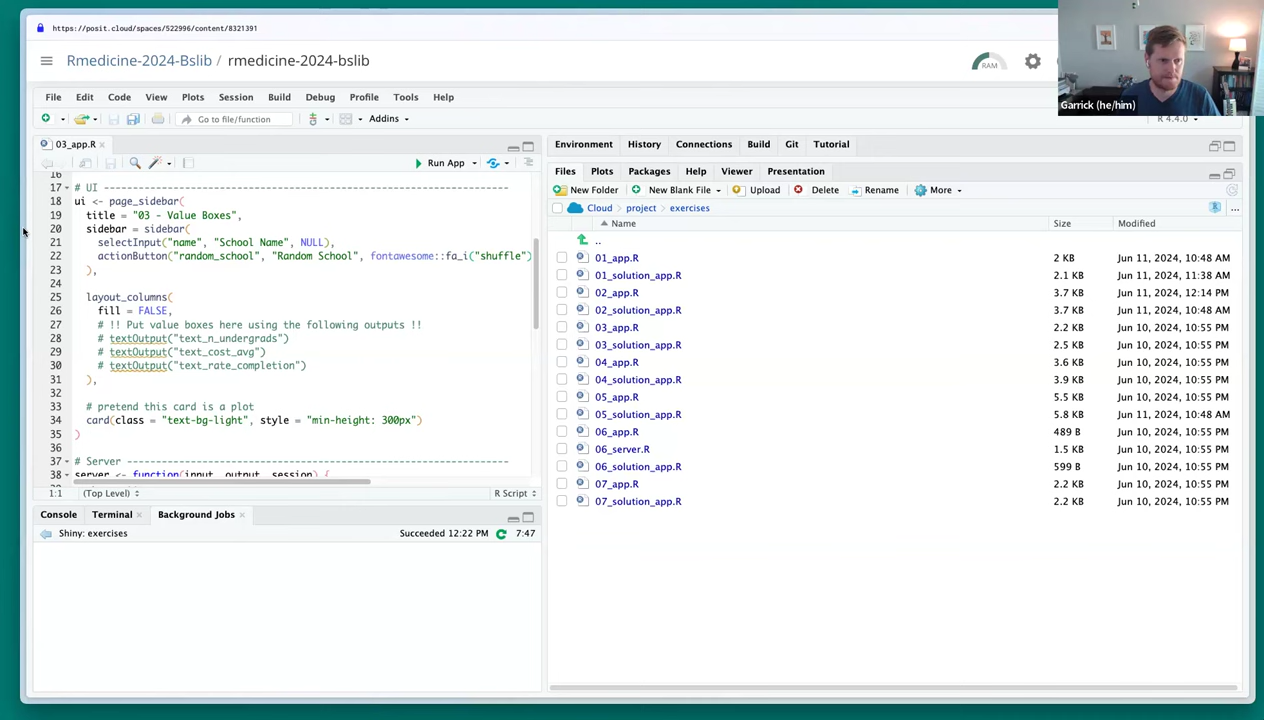 https://posit.cloud/spaces/522996/content/8321391
Rmedicine-2024-Bslib / rmedicine-2024-bslib
RAM
Garrick (he/him)
File Edit Code View Plots Session Build Debug Profile Tools Help
Go to file/function
Addins
R 4.4.0
03_app.R
Run App
16
17 # UI ----------------------------------------------------------------------
18 ui <- page_sidebar(
19 title = "03 - Value Boxes",
20 sidebar = sidebar(
21 selectInput("name", "School Name", NULL),
22 actionButton("random_school", "Random School", fontawesome::fa_i("shuffle")
23 ),
24
25 layout_columns(
26 fill = FALSE,
27 # !! Put value boxes here using the following outputs !!
28 # textOutput("text_n_undergrads")
29 # textOutput("text_cost_avg")
30 # textOutput("text_rate_completion")
31 ),
32
33 # pretend this card is a plot
34 card(class = "text-bg-light", style = "min-height: 300px")
35 )
36
37 # Server ------------------------------------------------------------------
38 server <- function(input, output, session) {
1:1 (Top Level) R Script
Console Terminal Background Jobs
Shiny: exercises Succeeded 12:22 PM 7:47
Environment History Connections Build Git Tutorial
Files Plots Packages Help Viewer Presentation
New Folder New Blank File Upload Delete Rename More
Cloud project exercises ...
Name Size Modified
..
01_app.R 2 KB Jun 11, 2024, 10:48 AM
01_solution_app.R 2.1 KB Jun 11, 2024, 11:38 AM
02_app.R 3.7 KB Jun 11, 2024, 12:14 PM
02_solution_app.R 3.7 KB Jun 11, 2024, 10:48 AM
03_app.R 2.2 KB Jun 10, 2024, 10:55 PM
03_solution_app.R 2.5 KB Jun 10, 2024, 10:55 PM
04_app.R 3.6 KB Jun 10, 2024, 10:55 PM
04_solution_app.R 3.9 KB Jun 10, 2024, 10:55 PM
05_app.R 5.5 KB Jun 10, 2024, 10:55 PM
05_solution_app.R 5.8 KB Jun 11, 2024, 10:48 AM
06_app.R 489 B Jun 10, 2024, 10:55 PM
06_server.R 1.5 KB Jun 10, 2024, 10:55 PM
06_solution_app.R 599 B Jun 10, 2024, 10:55 PM
07_app.R 2.2 KB Jun 10, 2024, 10:55 PM
07_solution_app.R 2.2 KB Jun 10, 2024, 10:55 PM